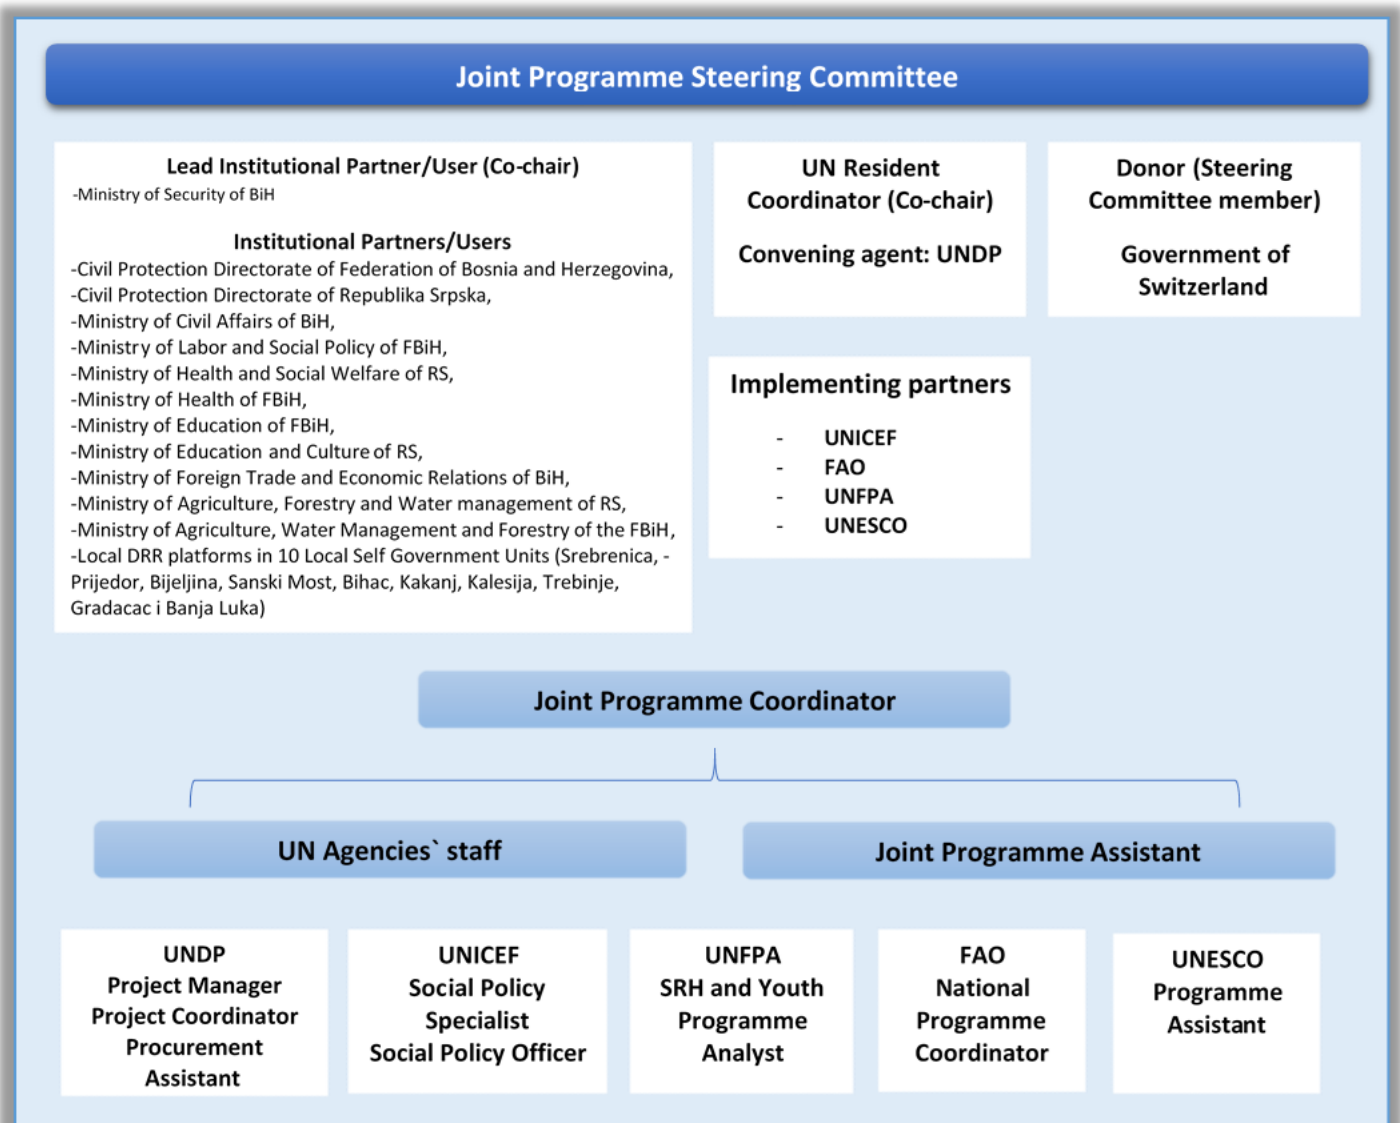 Joint Programme Steering Committee
Lead Institutional Partner/User (Co-chair)
-Ministry of Security of BiH
Institutional Partners/Users
-Civil Protection Directorate of Federation of Bosnia and Herzegovina,
-Civil Protection Directorate of Republika Srpska,
-Ministry of Civil Affairs of BiH,
-Ministry of Labor and Social Policy of FBiH,
-Ministry of Health and Social Welfare of RS,
-Ministry of Health of FBiH,
-Ministry of Education of FBiH,
-Ministry of Education and Culture of RS,
-Ministry of Foreign Trade and Economic Relations of BiH,
-Ministry of Agriculture, Forestry and Water management of RS,
-Ministry of Agriculture, Water Management and Forestry of the FBiH,
-Local DRR platforms in 10 Local Self Government Units (Srebrenica, -
Prijedor, Bijeljina, Sanski Most, Bihac, Kakanj, Kalesija, Trebinje,
Gradacac i Banja Luka)
UN Resident
Coordinator (Co-chair)
Convening agent: UNDP
Donor (Steering
Committee member)
Government of
Switzerland
Implementing partners
- UNICEF
- FAO
- UNFPA
- UNESCO
Joint Programme Coordinator
UN Agencies` staff
Joint Programme Assistant
UNDP
Project Manager
Project Coordinator
Procurement
Assistant
UNICEF
Social Policy
Specialist
Social Policy Officer
UNFPA
SRH and Youth
Programme
Analyst
FAO
National
Programme
Coordinator
UNESCO
Programme
Assistant